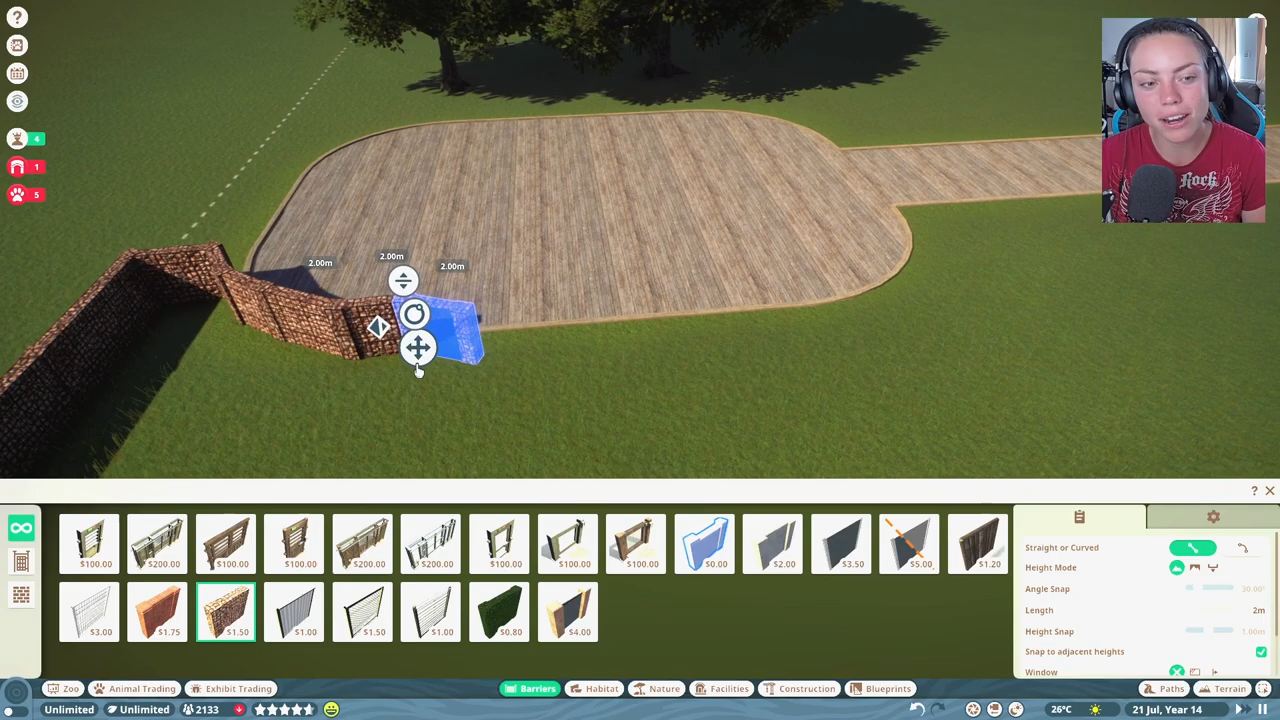 ?
4
1
5
2.00m
2.00m
2.00m
Rock
? 
$100.00
$200.00
$100.00
$100.00
$200.00
$200.00
$100.00
$100.00
$100.00
$0.00
$2.00
$3.50
$5.00
$1.20
$3.00
$1.75
$1.50
$1.00
$1.50
$1.00
$0.80
$4.00
Straight or Curved
Height Mode
Angle Snap 30.00°
Length 2m
Height Snap 1.00m
Snap to adjacent heights
Window
Zoo Animal Trading Exhibit Trading Barriers Habitat Nature Facilities Construction Blueprints Paths Terrain
Unlimited Unlimited 2133 26°C 21 Jul, Year 14